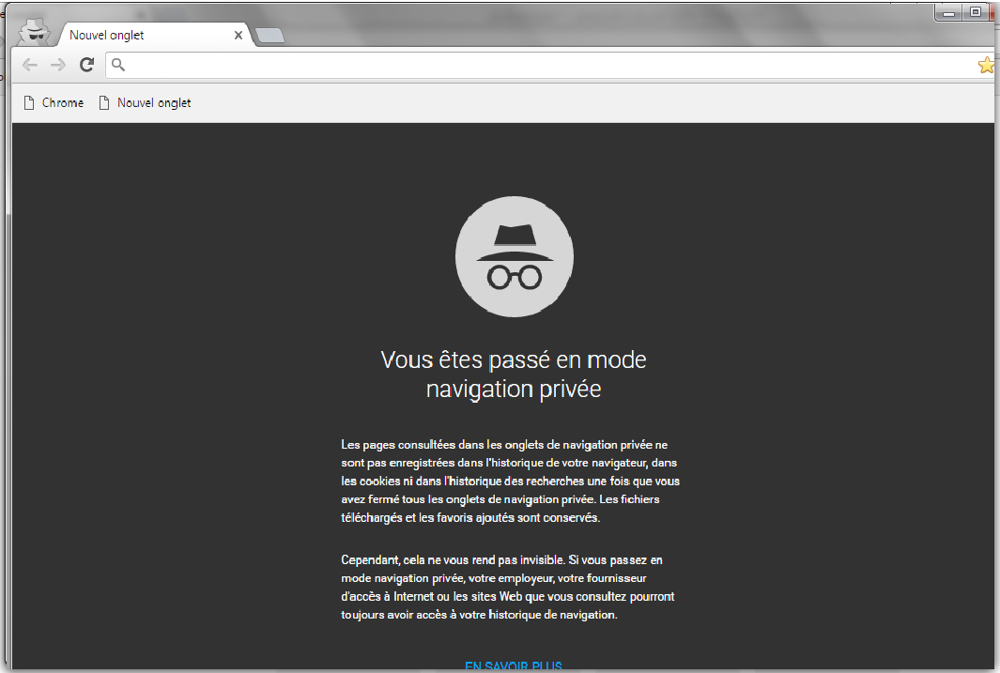 Nouvel onglet
Chrome Nouvel onglet
Vous êtes passé en mode
navigation privée
Les pages consultées dans les onglets de navigation privée ne
sont pas enregistrées dans l'historique de votre navigateur, dans
les cookies ni dans l'historique des recherches une fois que vous
avez fermé tous les onglets de navigation privée. Les fichiers
téléchargés et les favoris ajoutés sont conservés.
Cependant, cela ne vous rend pas invisible. Si vous passez en
mode navigation privée, votre employeur, votre fournisseur
d'accès à Internet ou les sites Web que vous consultez pourront
toujours avoir accès à votre historique de navigation.
EN SAVOIR PLUS